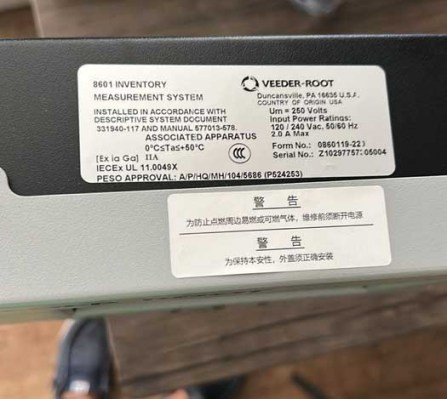 8601 INVENTORY
MEASUREMENT SYSTEM
INSTALLED IN ACCORDANCE WITH
DESCRIPTIVE SYSTEM DOCUMENT
331940-117 AND MANUAL 577013-578.
ASSOCIATED APPARATUS
0°C≤Ta≤+50°C
[Ex ia Ga] IIA
IECEx UL 11.0049X
PESO APPROVAL: A/P/HQ/MH/104/5686 (P524253)
VEEDER-ROOT
Duncansville, PA 16635 U.S.A.
COUNTRY OF ORIGIN USA
Um = 250 Volts
Input Power Ratings:
120 / 240 Vac, 50/60 Hz
2.0 A Max
Form No.: 0860119-223
Serial No.: Z10297757205004
CCC
警 告
为防止点燃周边易燃或可燃气体，维修前须断开电源
警 告
为保持本安性，外盖须正确安装